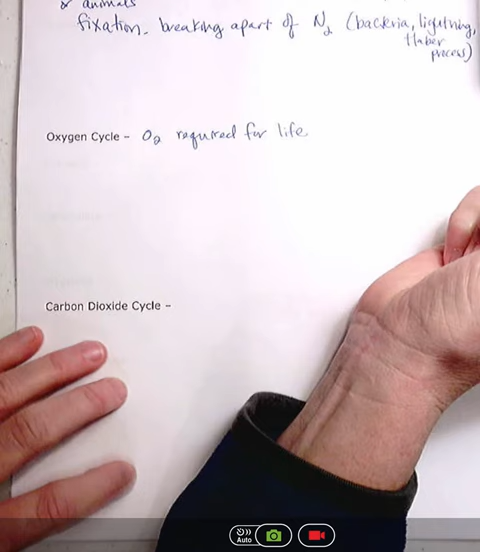 & animals
fixation - breaking apart of N2 (bacteria, lightning,
Haber
process)
Oxygen Cycle - O2 required for life
Carbon Dioxide Cycle -
Auto